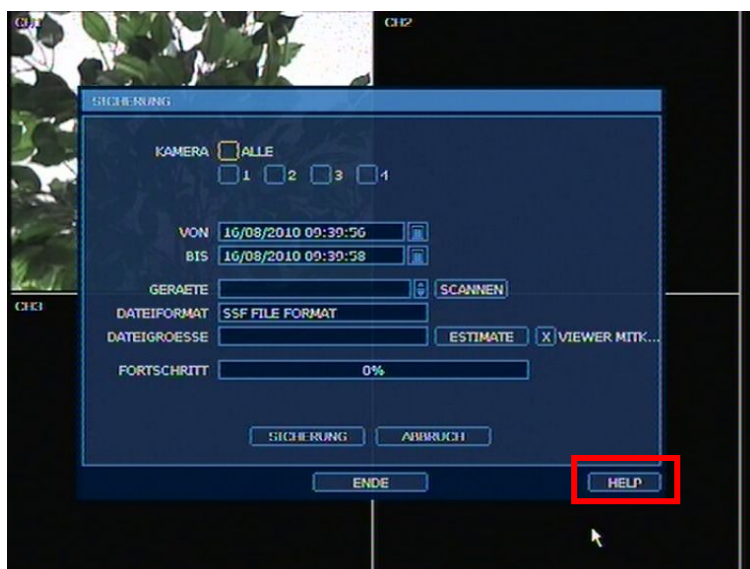 CH1
CH2
SICHERUNG
KAMERA ALLE
1 2 3 4
VON 16/08/2010 09:39:56
BIS 16/08/2010 09:39:58
GERAETE SCANNEN
DATEIFORMAT SSF FILE FORMAT
DATEIGROESSE ESTIMATE X VIEWER MITK...
FORTSCHRITT 0%
SICHERUNG ABBRUCH
ENDE HELP
CH3